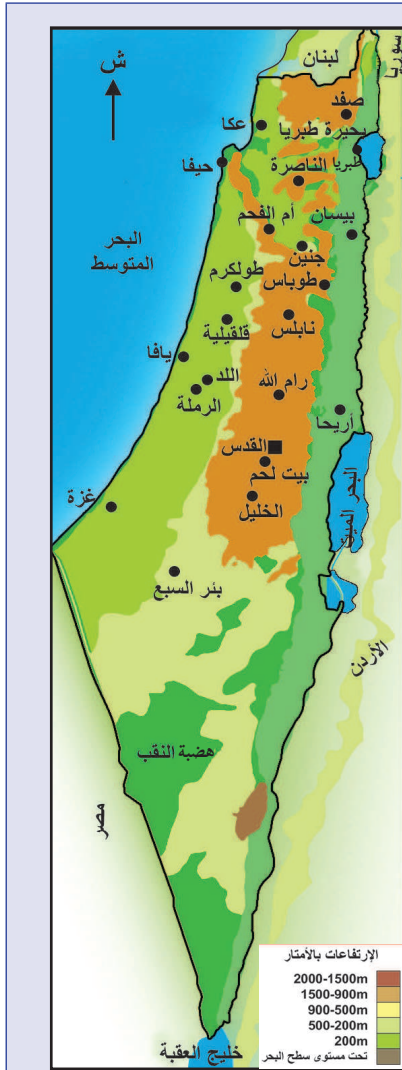 سوريا
لبنان
ش
صفد
عكا
بحيرة طبريا
طبريا
حيفا
الناصرة
أم الفحم
بيسان
البحر
المتوسط
جنين
طولكرم
طوباس
نابلس
قلقيلية
يافا
اللد
رام الله
الرملة
أريحا
القدس
بيت لحم
البحر الميت
الخليل
غزة
بئر السبع
الأردن
هضبة النقب
مصر
الإرتفاعات بالأمتار
2000-1500m
1500-900m
900-500m
500-200m
200m
تحت مستوى سطح البحر
خليج العقبة